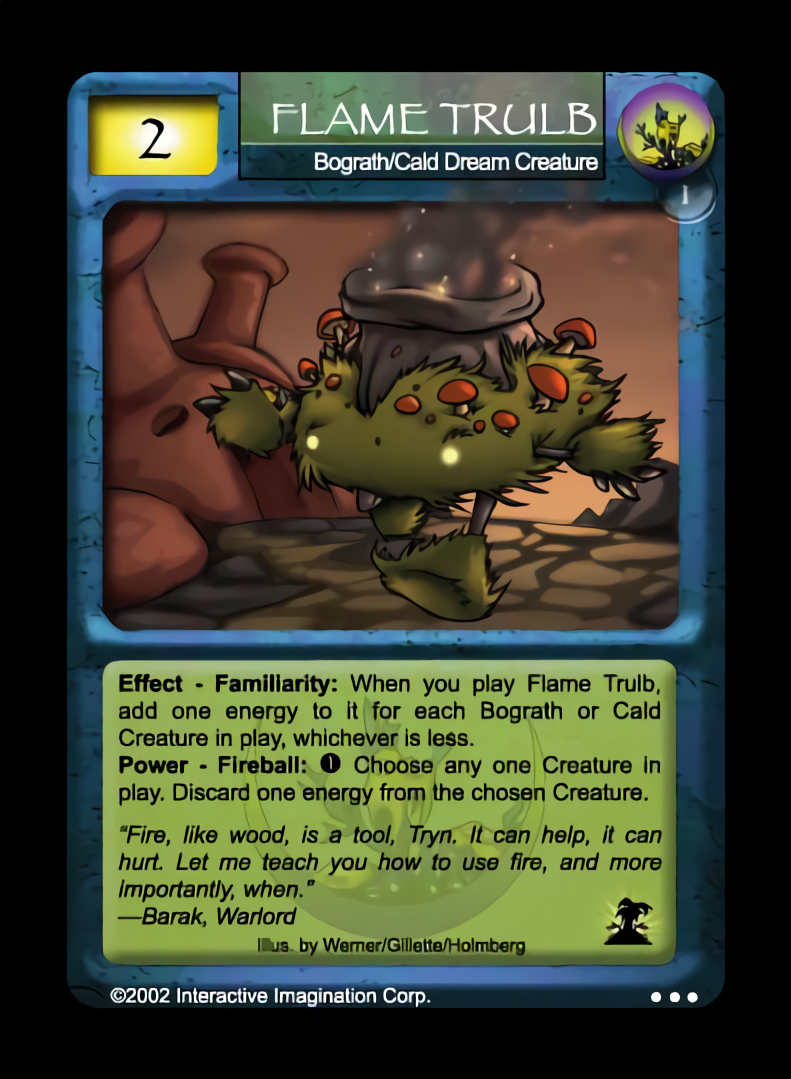 2
FLAME TRULB
Bograth/Cald Dream Creature
1
Effect - Familiarity: When you play Flame Trulb,
add one energy to it for each Bograth or Cald
Creature in play, whichever is less.
Power - Fireball: 1 Choose any one Creature in
play. Discard one energy from the chosen Creature.
“Fire, like wood, is a tool, Tryn. It can help, it can
hurt. Let me teach you how to use fire, and more
importantly, when.”
—Barak, Warlord
Illus. by Werner/Gillette/Holmberg
©2002 Interactive Imagination Corp.